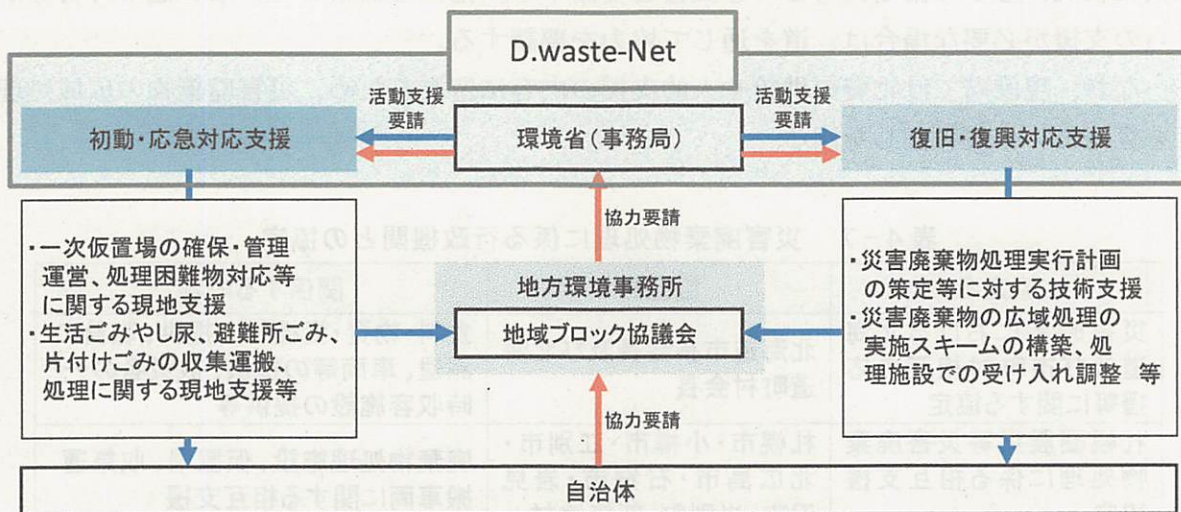 D.waste-Net
活動支援
要請
活動支援
要請
初動・応急対応支援
環境省（事務局）
復旧・復興対応支援
協力要請
・一次仮置場の確保・管理
運営、処理困難物対応等
に関する現地支援
・生活ごみやし尿、避難所ごみ、
片付けごみの収集運搬、
処理に関する現地支援等
地方環境事務所
地域ブロック協議会
・災害廃棄物処理実行計画
の策定等に対する技術支援
・災害廃棄物の広域処理の
実施スキームの構築、処
理施設での受け入れ調整 等
協力要請
自治体